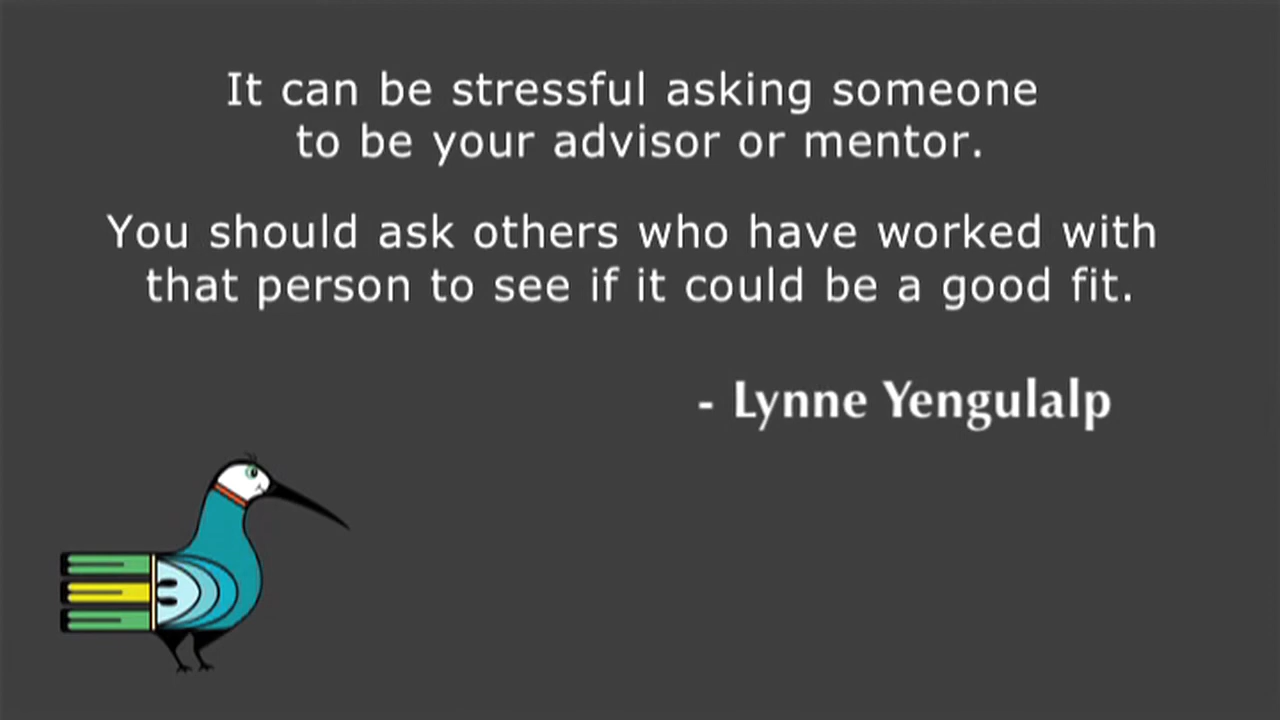 It can be stressful asking someone
to be your advisor or mentor.
You should ask others who have worked with
that person to see if it could be a good fit.
- Lynne Yengulalp